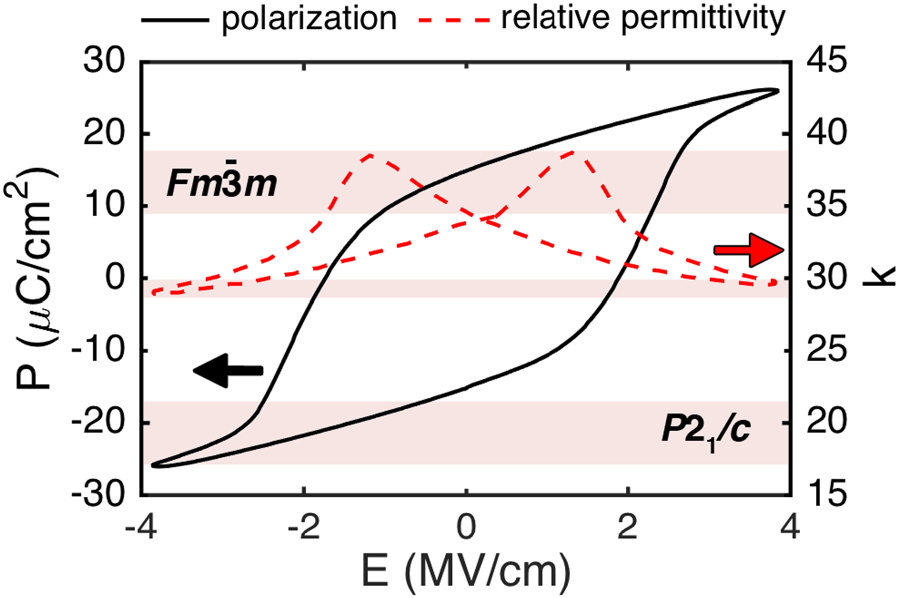 polarization relative permittivity
30 45
20 40
Fm3̄m
10 35
0 30
-10 25
-20 20
P2₁/c
-30 15
-4 -2 0 2 4
E (MV/cm)
P (μC/cm²)
k